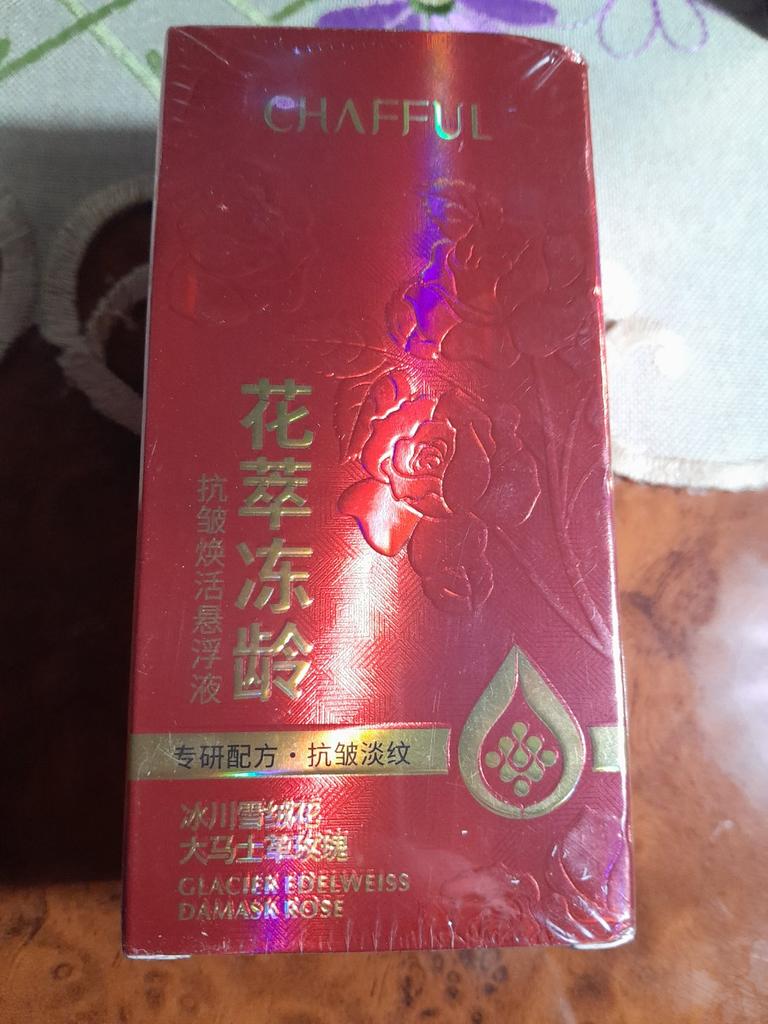 CHAFFUL
花萃冻龄
抗皱焕活悬浮液
专研配方·抗皱淡纹
冰川雪绒花
大马士革玫瑰
GLACIER EDELWEISS
DAMASK ROSE